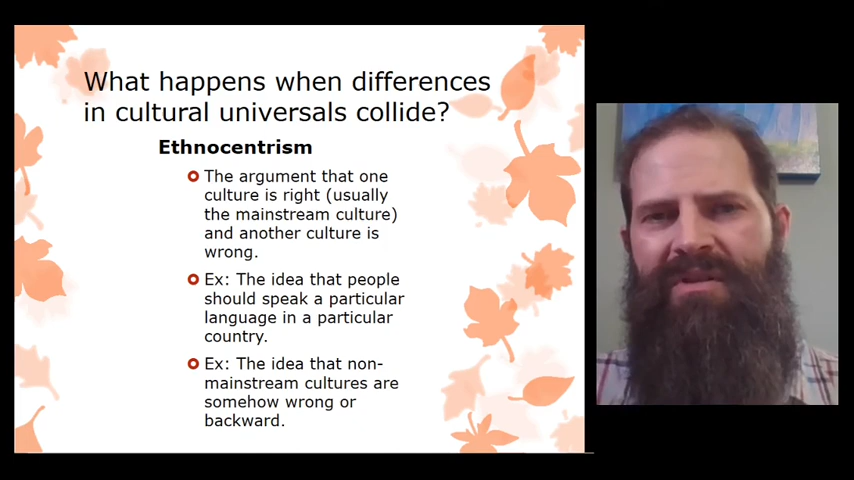 What happens when differences
in cultural universals collide?
Ethnocentrism
The argument that one
culture is right (usually
the mainstream culture)
and another culture is
wrong.
Ex: The idea that people
should speak a particular
language in a particular
country.
Ex: The idea that non-
mainstream cultures are
somehow wrong or
backward.